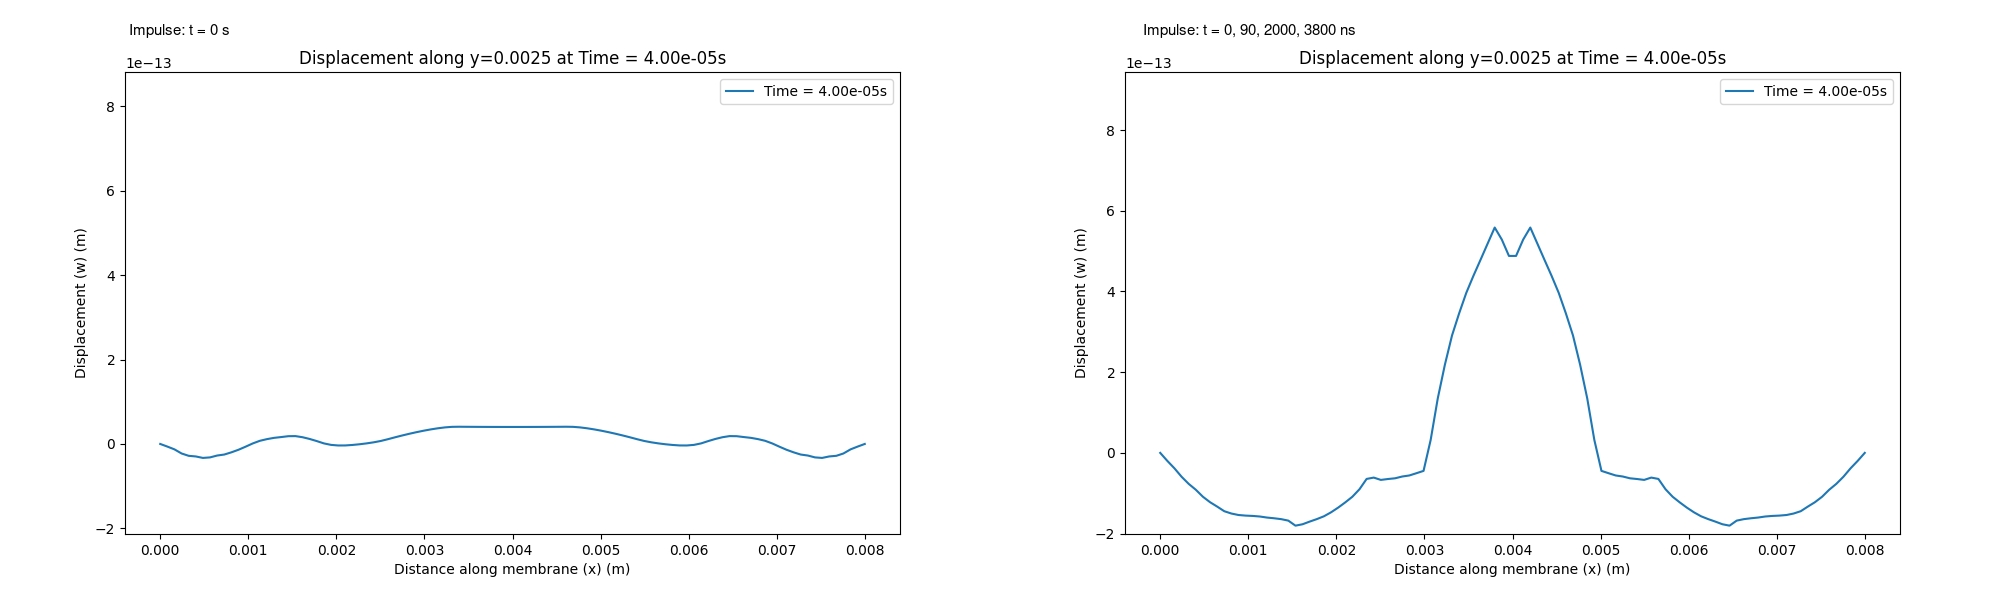 Impulse: t = 0 s
Displacement along y=0.0025 at Time = 4.00e-05s
1e−13
Time = 4.00e-05s
8
6
4
2
0
−2
Displacement (w) (m)
0.000 0.001 0.002 0.003 0.004 0.005 0.006 0.007 0.008
Distance along membrane (x) (m)
Impulse: t = 0, 90, 2000, 3800 ns
Displacement along y=0.0025 at Time = 4.00e-05s
1e−13
Time = 4.00e-05s
8
6
4
2
0
−2
Displacement (w) (m)
0.000 0.001 0.002 0.003 0.004 0.005 0.006 0.007 0.008
Distance along membrane (x) (m)